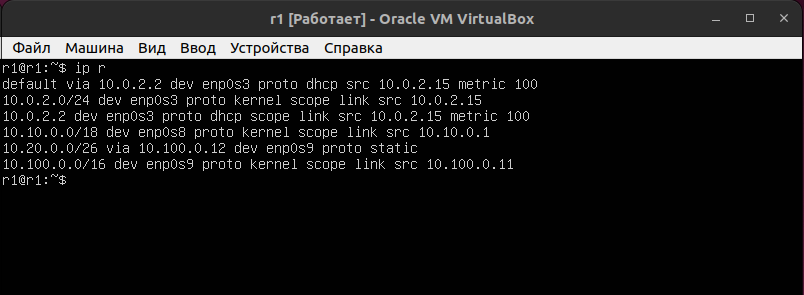 r1 [Работает] - Oracle VM VirtualBox
Файл Машина Вид Ввод Устройства Справка
r1@r1:~$ ip r
default via 10.0.2.2 dev enp0s3 proto dhcp src 10.0.2.15 metric 100
10.0.2.0/24 dev enp0s3 proto kernel scope link src 10.0.2.15
10.0.2.2 dev enp0s3 proto dhcp scope link src 10.0.2.15 metric 100
10.10.0.0/18 dev enp0s8 proto kernel scope link src 10.10.0.1
10.20.0.0/26 via 10.100.0.12 dev enp0s9 proto static
10.100.0.0/16 dev enp0s9 proto kernel scope link src 10.100.0.11
r1@r1:~$